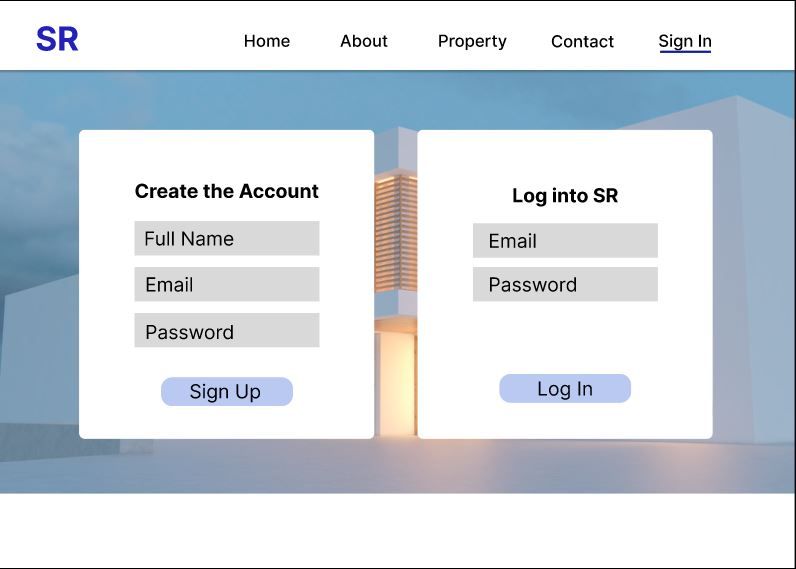 SR
Home
About
Property
Contact
Sign In
Create the Account
Full Name
Email
Password
Sign Up
Log into SR
Email
Password
Log In